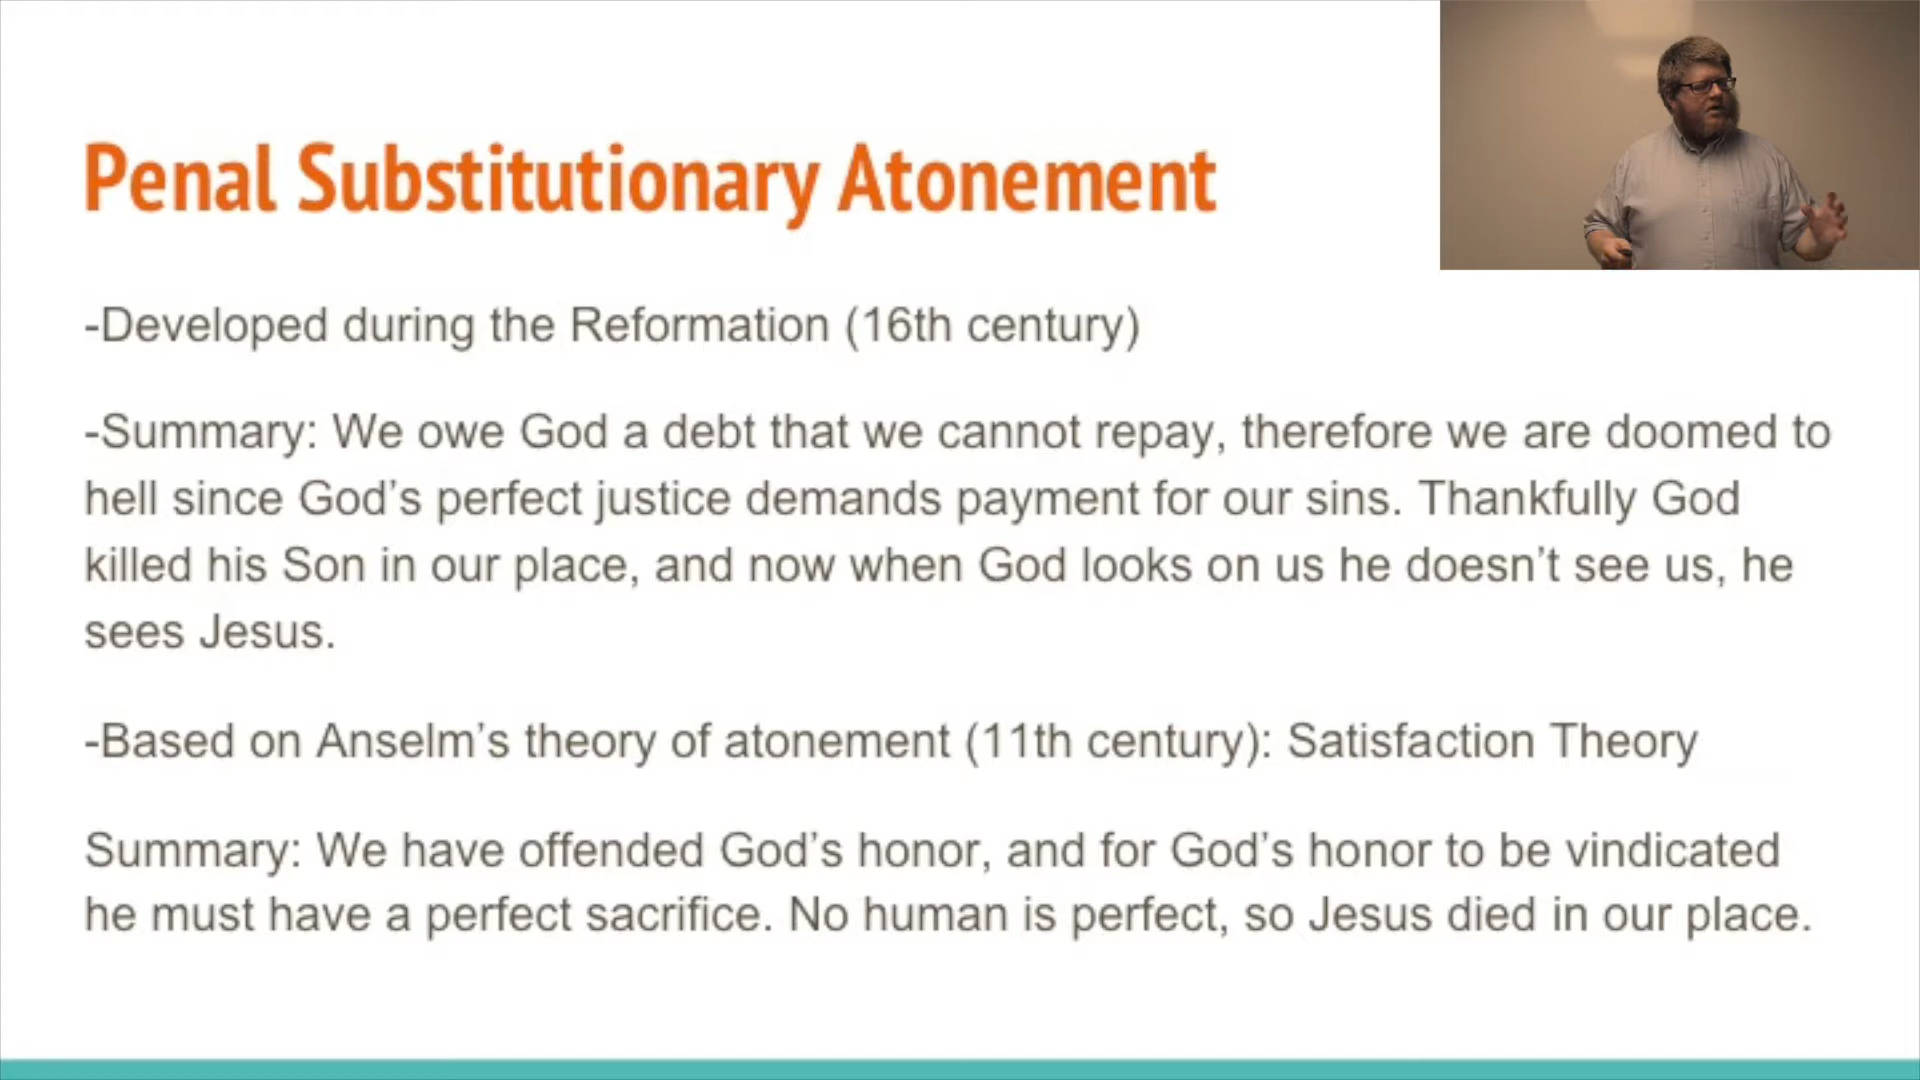 Penal Substitutionary Atonement
-Developed during the Reformation (16th century)
-Summary: We owe God a debt that we cannot repay, therefore we are doomed to
hell since God’s perfect justice demands payment for our sins. Thankfully God
killed his Son in our place, and now when God looks on us he doesn’t see us, he
sees Jesus.
-Based on Anselm’s theory of atonement (11th century): Satisfaction Theory
Summary: We have offended God’s honor, and for God’s honor to be vindicated
he must have a perfect sacrifice. No human is perfect, so Jesus died in our place.